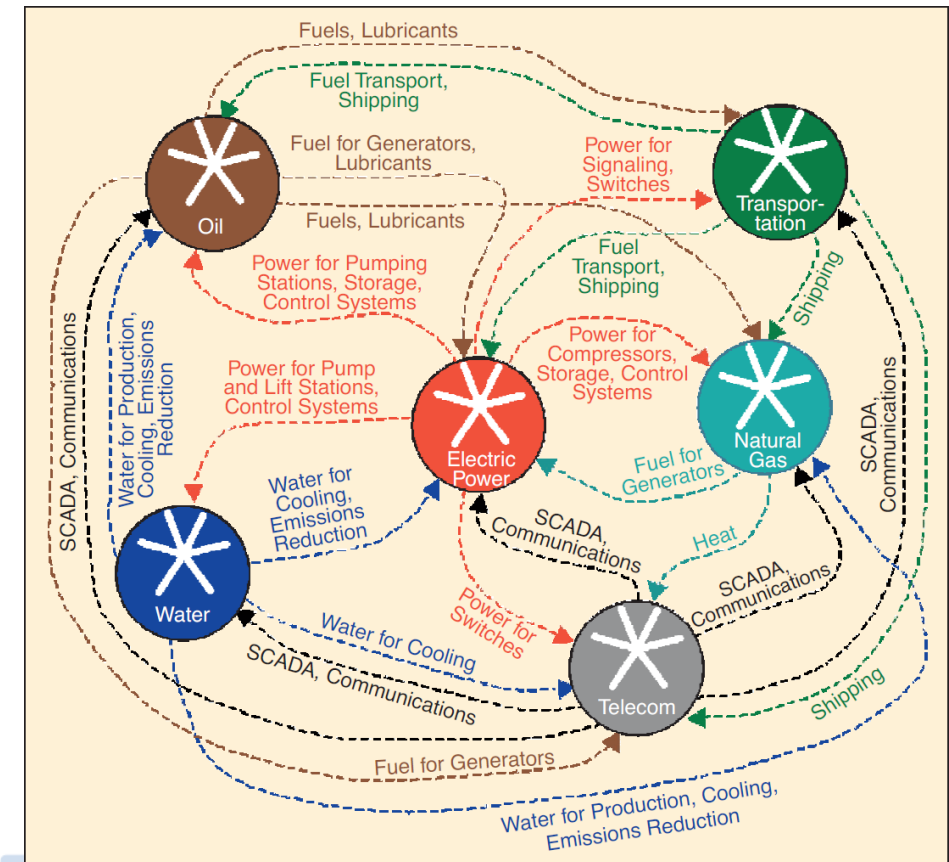 Fuels, Lubricants
Fuel Transport,
Shipping
Fuel for Generators,
Lubricants
Power for
Signaling,
Switches
Transpor-
tation
Oil
Fuels, Lubricants
Fuel
Transport,
Shipping
Shipping
Power for Pumping
Stations, Storage,
Control Systems
Power for
Compressors,
Storage, Control
Systems
SCADA, Communications
Water for Production,
Cooling, Emissions
Reduction
Power for Pump
and Lift Stations,
Control Systems
SCADA,
Communications
Electric
Power
Natural
Gas
Fuel for
Generators
Water for
Cooling,
Emissions
Reduction
SCADA,
Communications
Heat
SCADA,
Communications
Water
Power for
Switches
Water for Cooling
SCADA, Communications
Telecom
Shipping
Fuel for Generators
Water for Production, Cooling,
Emissions Reduction